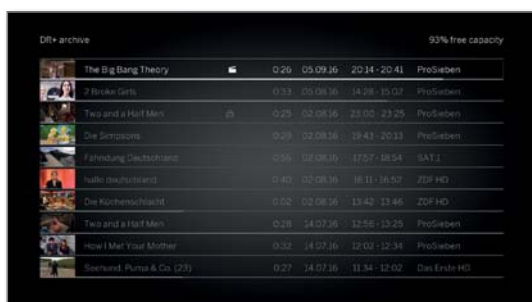 DR+ archive 93% free capacity
The Big Bang Theory 0:26 05.09.16 20:14 - 20:41 ProSieben
2 Broke Girls 0:33 05.08.16 14:28 - 15:02 ProSieben
Two and a Half Men 0:25 02.08.16 23:00 - 23:25 ProSieben
Die Simpsons 0:29 02.08.16 19:43 - 20:13 ProSieben
Fahndung Deutschland 0:56 02.08.16 17:57 - 18:54 SAT.1
hallo deutschland 0:40 02.08.16 16:11 - 16:52 ZDF HD
Die Küchenschlacht 0:02 02.08.16 13:42 - 13:46 ZDF HD
Two and a Half Men 0:28 14.07.16 12:56 - 13:25 ProSieben
How I Met Your Mother 0:32 14.07.16 12:02 - 12:34 ProSieben
Seehund, Puma & Co. (23) 0:27 14.07.16 11:34 - 12:02 Das Erste HD